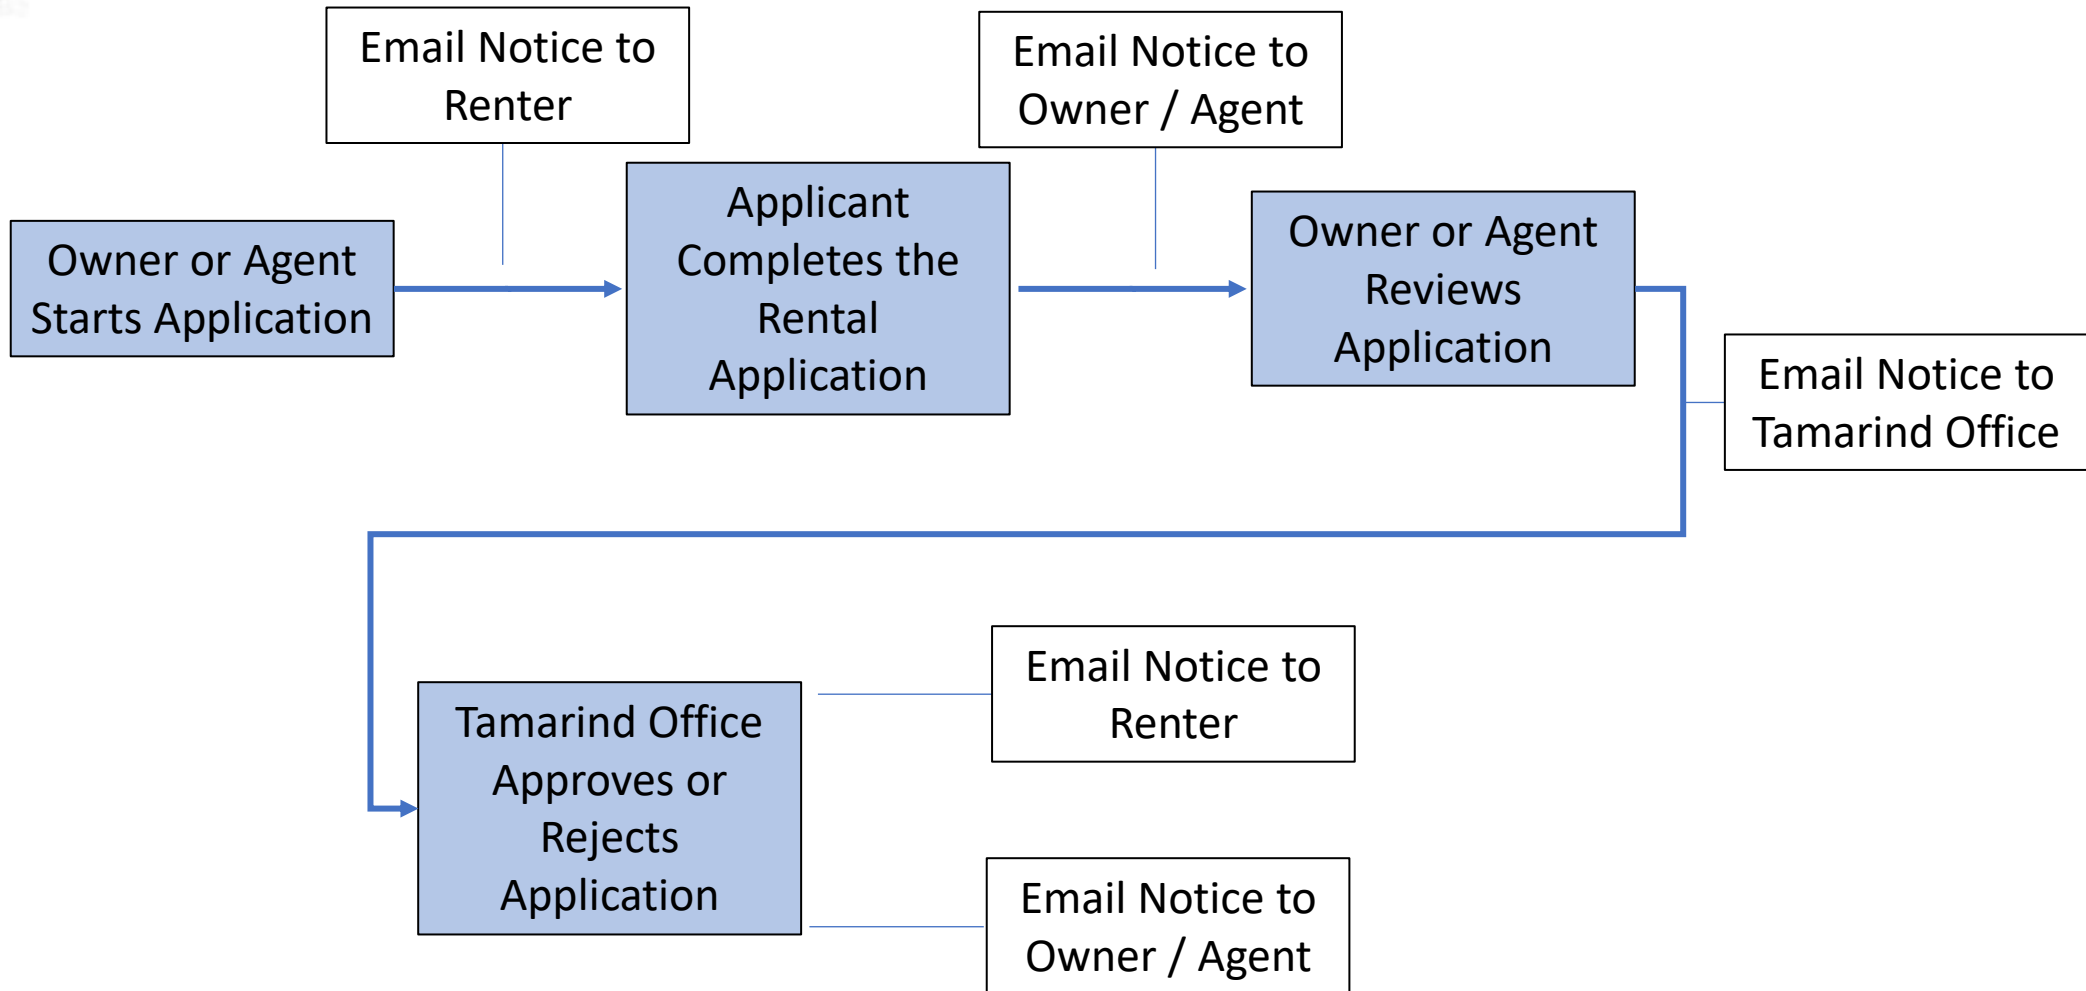 Email Notice to
Renter
Email Notice to
Owner / Agent
Owner or Agent
Starts Application
Applicant
Completes the
Rental
Application
Owner or Agent
Reviews
Application
Email Notice to
Tamarind Office
Tamarind Office
Approves or
Rejects
Application
Email Notice to
Renter
Email Notice to
Owner / Agent